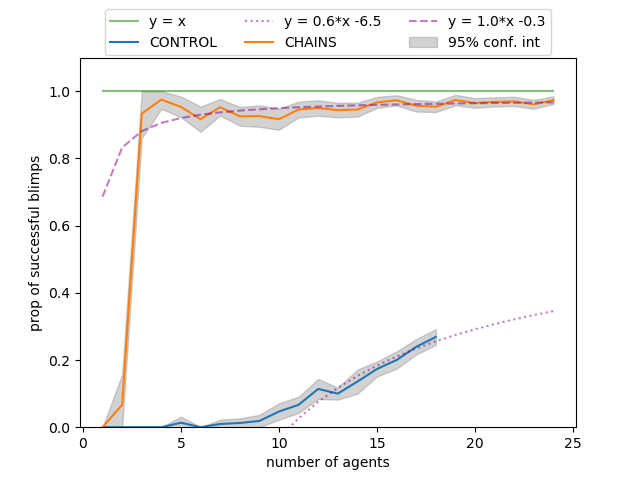 y = x
y = 0.6*x -6.5
y = 1.0*x -0.3
CONTROL
CHAINS
95% conf. int
1.0
0.8
0.6
0.4
0.2
0.0
prop of successful blimps
0
5
10
15
20
25
number of agents